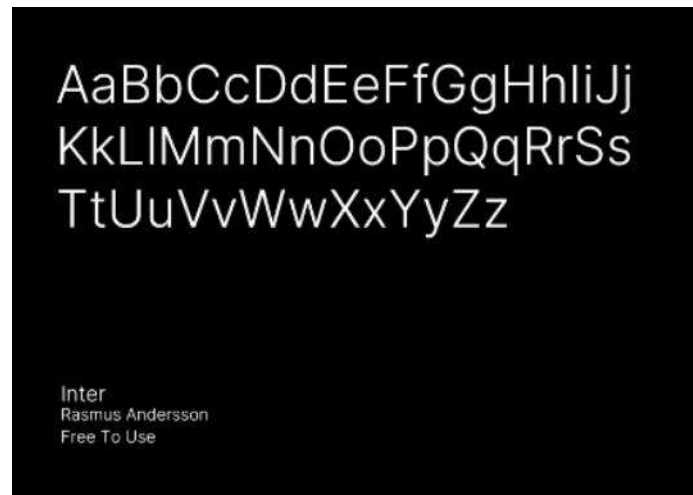 AaBbCcDdEeFfGgHhIiJj
KkLlMmNnOoPpQqRrSs
TtUuVvWwXxYyZz
Inter
Rasmus Andersson
Free To Use